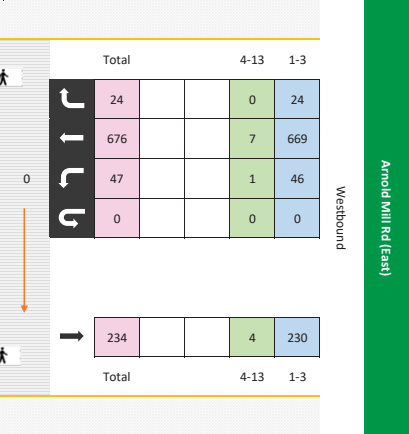 Total 4-13 1-3
24 0 24
676 7 669
0
47 1 46
0 0 0
Westbound
Arnold Mill Rd (East)
234 4 230
Total 4-13 1-3